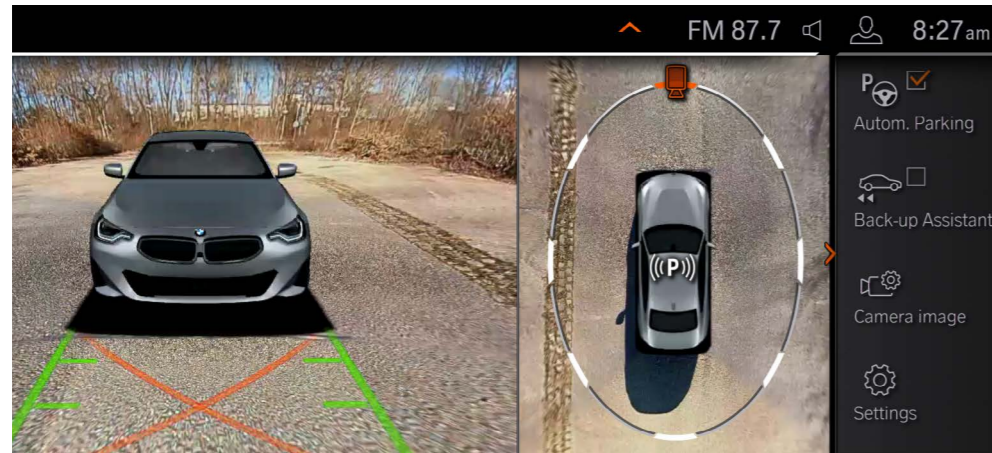 FM 87.7
8:27am
P
Autom. Parking
Back-up Assistant
Camera image
Settings
((P))